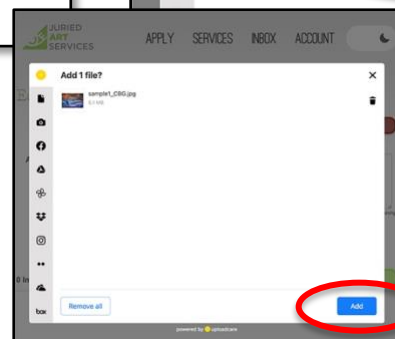 JURIED
ART
SERVICES
APPLY SERVICES INBOX ACCOUNT
Add 1 file?
sample1_CBG.jpg
box
Remove all
Add
powered by uploadcare